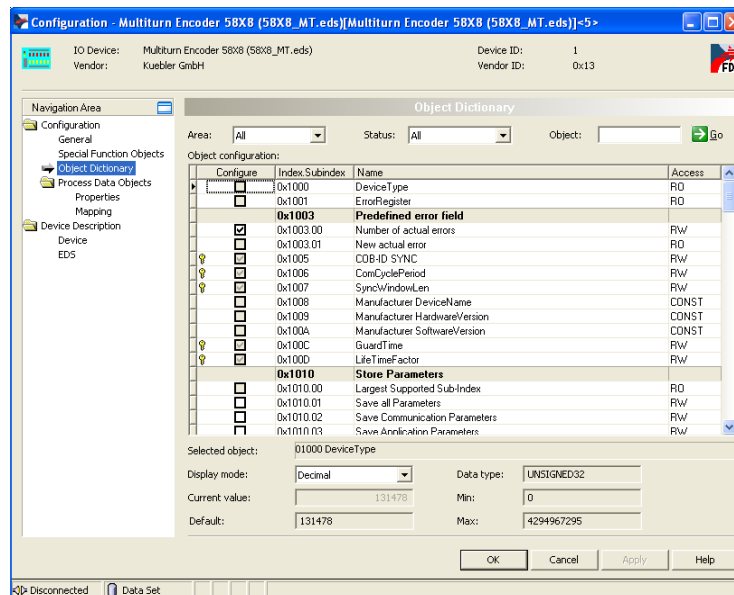 Configuration - Multiturn Encoder 58X8 (58X8_MT.eds)[Multiturn Encoder 58X8 (58X8_MT.eds)]<5>
IO Device: Multiturn Encoder 58X8 (58X8_MT.eds) Device ID: 1
Vendor: Kuebler GmbH Vendor ID: 0x13
FD
Navigation Area
Configuration
General
Special Function Objects
Object Dictionary
Process Data Objects
Properties
Mapping
Device Description
Device
EDS
Object Dictionary
Area: All Status: All Object: Go
Object configuration:
Configure Index.Subindex Name Access
0x1000 DeviceType RO
0x1001 ErrorRegister RO
0x1003 Predefined error field
0x1003.00 Number of actual errors RW
0x1003.01 New actual error RO
0x1005 COB-ID SYNC RW
0x1006 ComCyclePeriod RW
0x1007 SyncWindowLen RW
0x1008 Manufacturer DeviceName CONST
0x1009 Manufacturer HardwareVersion CONST
0x100A Manufacturer SoftwareVersion CONST
0x100C GuardTime RW
0x100D LifeTimeFactor RW
0x1010 Store Parameters
0x1010.00 Largest Supported Sub-Index RO
0x1010.01 Save all Parameters RW
0x1010.02 Save Communication Parameters RW
0x1010.03 Save Application Parameters RW
Selected object: 01000 DeviceType
Display mode: Decimal Data type: UNSIGNED32
Current value: 131478 Min: 0
Default: 131478 Max: 4294967295
OK Cancel Apply Help
Disconnected Data Set